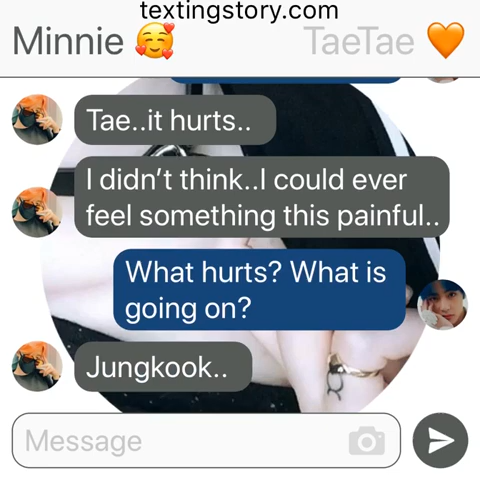 textingstory.com
Minnie 🥰 TaeTae 🧡
Tae..it hurts..
I didn’t think..I could ever
feel something this painful..
What hurts? What is
going on?
Jungkook..
Message